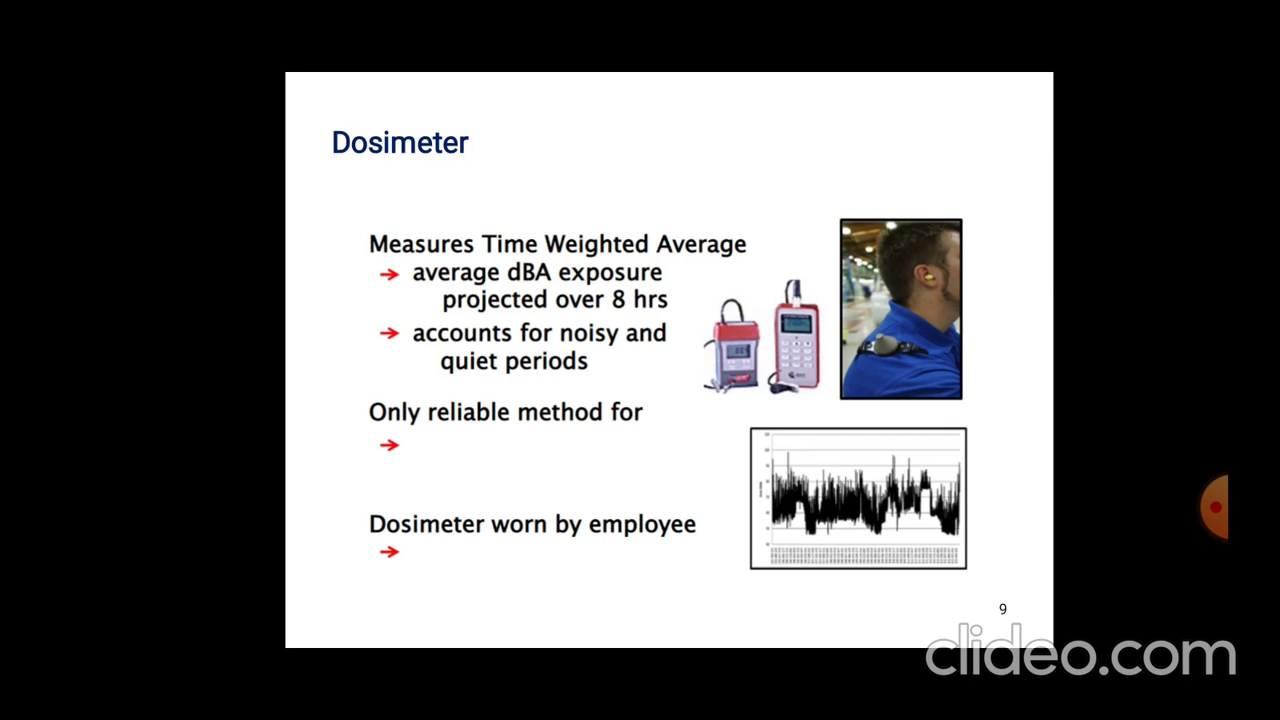 Dosimeter
Measures Time Weighted Average
→ average dBA exposure
projected over 8 hrs
→ accounts for noisy and
quiet periods
Only reliable method for
→
Dosimeter worn by employee
→
9
clideo.com